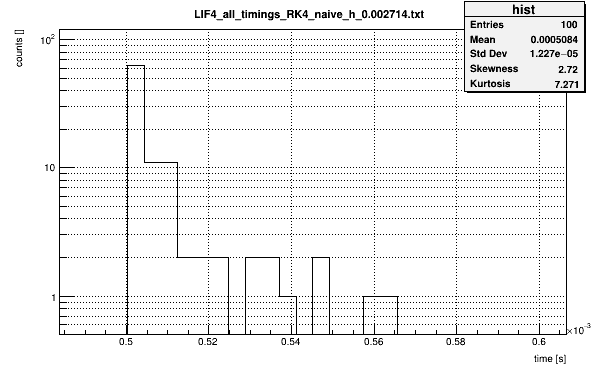 LIF4_all_timings_RK4_naive_h_0.002714.txt
hist
Entries 100
Mean 0.0005084
Std Dev 1.227e−05
Skewness 2.72
Kurtosis 7.271
counts []
10²
10
1
0.5 0.52 0.54 0.56 0.58 0.6
×10⁻³
time [s]